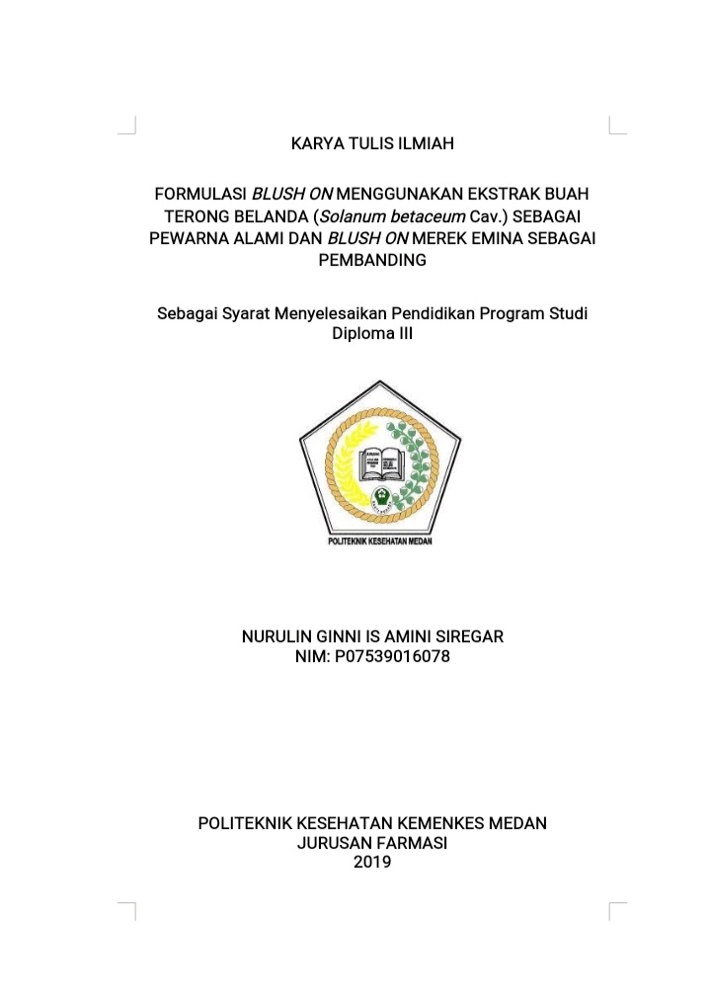 KARYA TULIS ILMIAH
FORMULASI BLUSH ON MENGGUNAKAN EKSTRAK BUAH
TERONG BELANDA (Solanum betaceum Cav.) SEBAGAI
PEWARNA ALAMI DAN BLUSH ON MEREK EMINA SEBAGAI
PEMBANDING
Sebagai Syarat Menyelesaikan Pendidikan Program Studi
Diploma III
POLITEKNIK KESEHATAN MEDAN
NURULIN GINNI IS AMINI SIREGAR
NIM: P07539016078
POLITEKNIK KESEHATAN KEMENKES MEDAN
JURUSAN FARMASI
2019